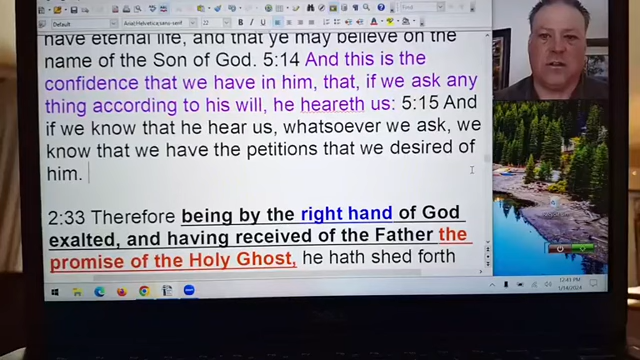 Default
Arial;Helvetica;sans-serif
22
Find
have eternal life, and that ye may believe on the
name of the Son of God. 5:14 And this is the
confidence that we have in him, that, if we ask any
thing according to his will, he heareth us: 5:15 And
if we know that he hear us, whatsoever we ask, we
know that we have the petitions that we desired of
him.
2:33 Therefore being by the right hand of God
exalted, and having received of the Father the
promise of the Holy Ghost, he hath shed forth
1/14/2024